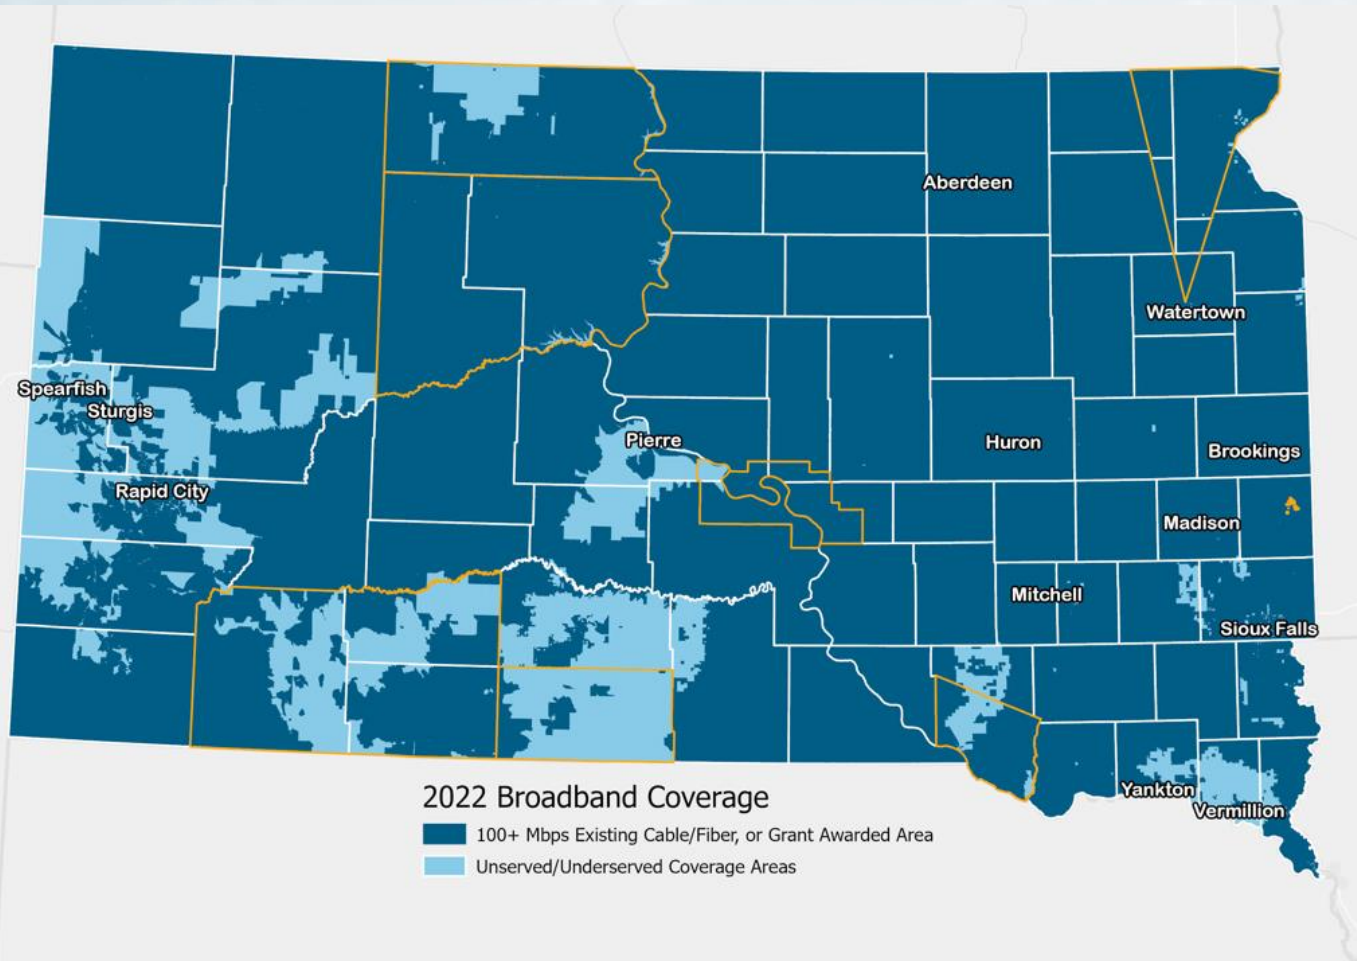 Aberdeen
Watertown
Spearfish
Sturgis
Pierre
Huron
Brookings
Rapid City
Madison
Mitchell
Sioux Falls
Yankton
Vermillion
2022 Broadband Coverage
100+ Mbps Existing Cable/Fiber, or Grant Awarded Area
Unserved/Underserved Coverage Areas